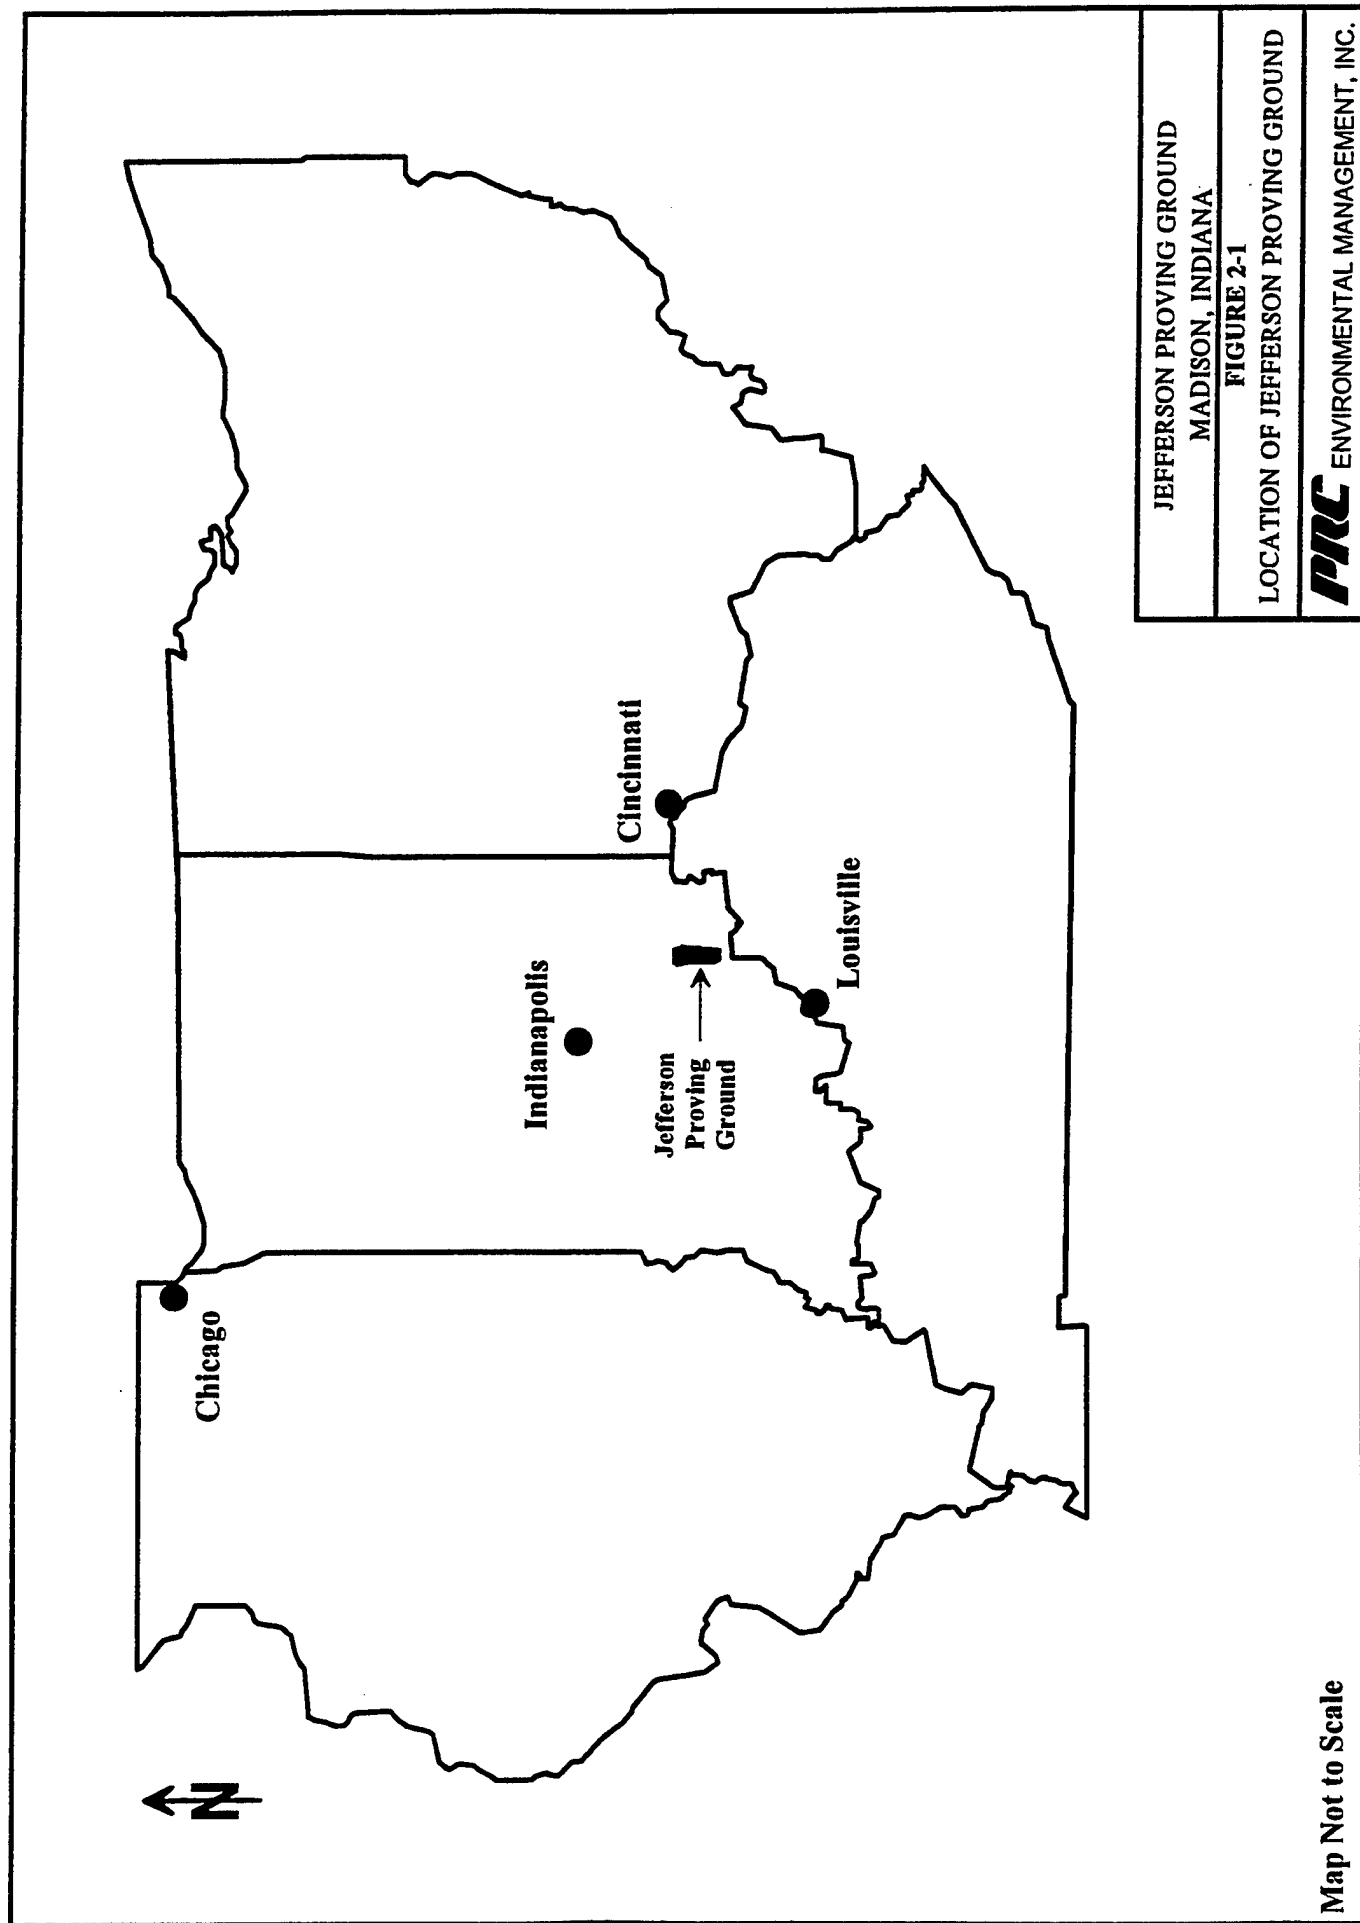 N
Chicago
Indianapolis
Cincinnati
Jefferson
Proving
Ground
Louisville
Map Not to Scale
JEFFERSON PROVING GROUND
MADISON, INDIANA
FIGURE 2-1
LOCATION OF JEFFERSON PROVING GROUND
PRC ENVIRONMENTAL MANAGEMENT, INC.